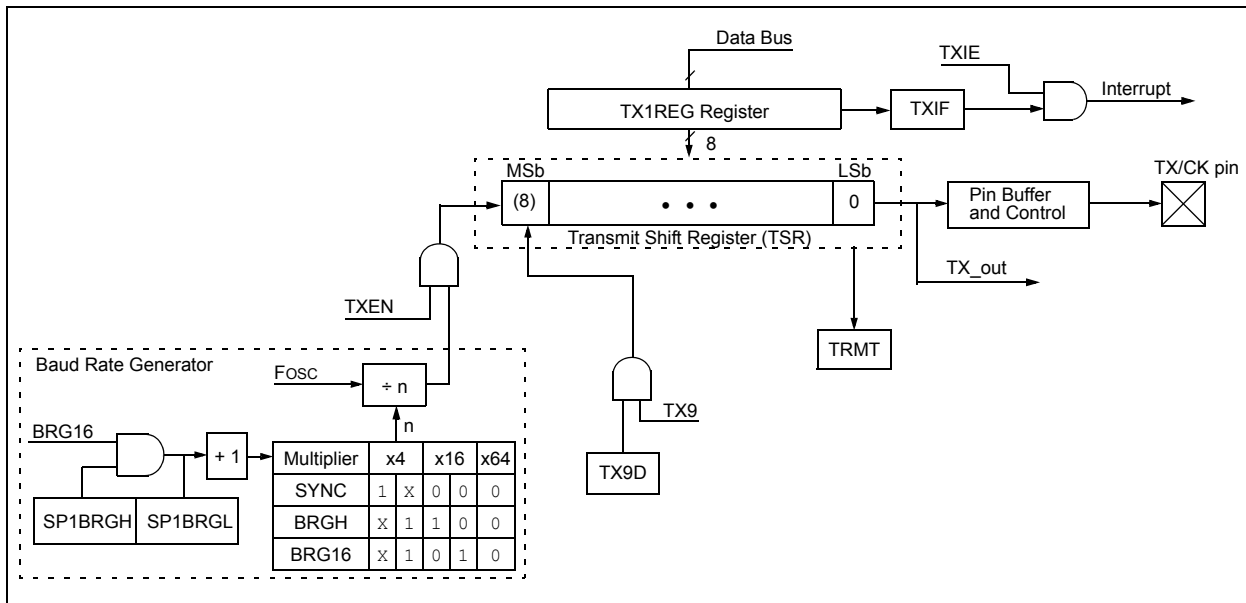 Data Bus
TXIE
Interrupt
TX1REG Register
TXIF
8
MSb
LSb
TX/CK pin
(8)
• • •
0
Pin Buffer
and Control
Transmit Shift Register (TSR)
TX_out
TXEN
TRMT
Baud Rate Generator
FOSC
÷ n
TX9
n
BRG16
+ 1
Multiplier x4 x16 x64
TX9D
SYNC 1 X 0 0 0
SP1BRGH SP1BRGL
BRGH X 1 1 0 0
BRG16 X 1 0 1 0